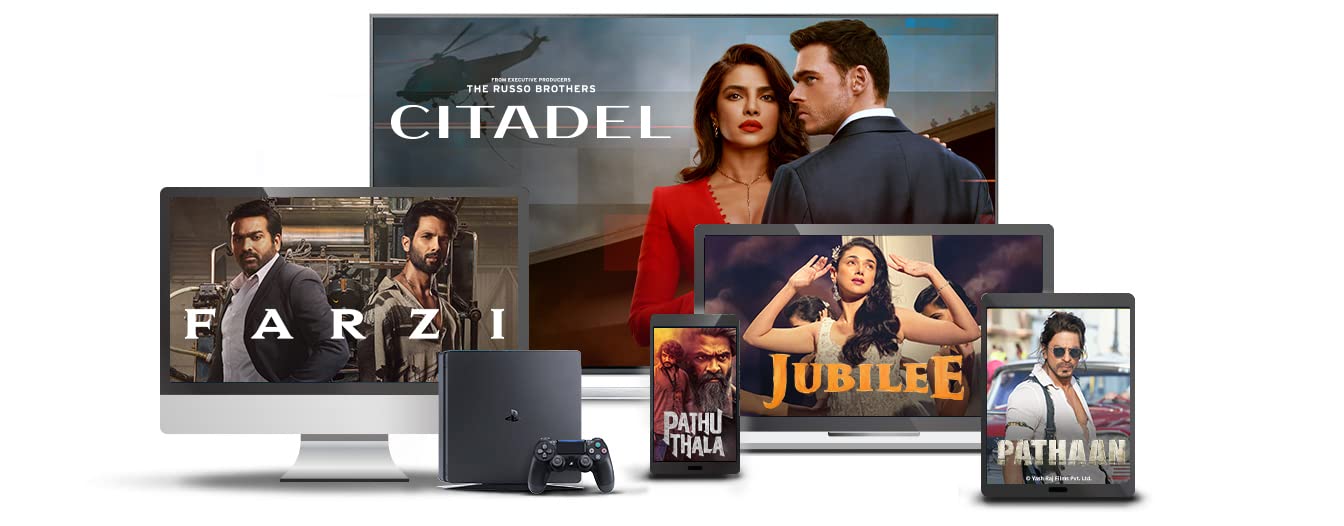 FROM EXECUTIVE PRODUCERS
THE RUSSO BROTHERS
CITADEL
FARZI
JUBILEE
PATHU
THALA
PATHAAN
© Yash Raj Films Pvt. Ltd.